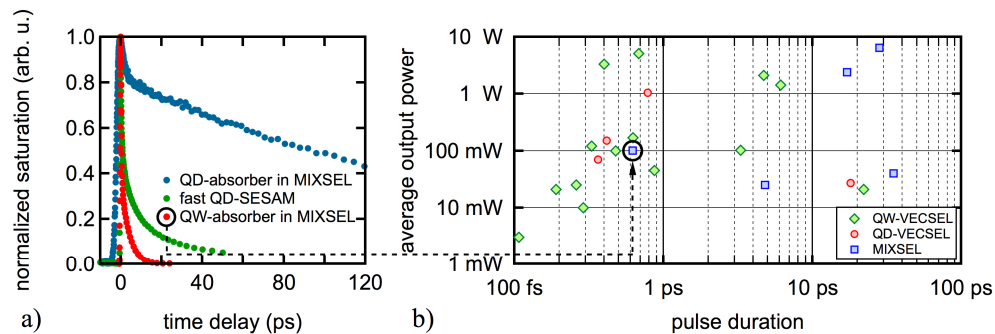 a)
normalized saturation (arb. u.)
1.0
0.8
0.6
0.4
0.2
0.0
QD-absorber in MIXSEL
fast QD-SESAM
QW-absorber in MIXSEL
0
40
80
120
time delay (ps)
b)
average output power
10 W
1 W
100 mW
10 mW
1 mW
QW-VECSEL
QD-VECSEL
MIXSEL
100 fs
1 ps
10 ps
100 ps
pulse duration